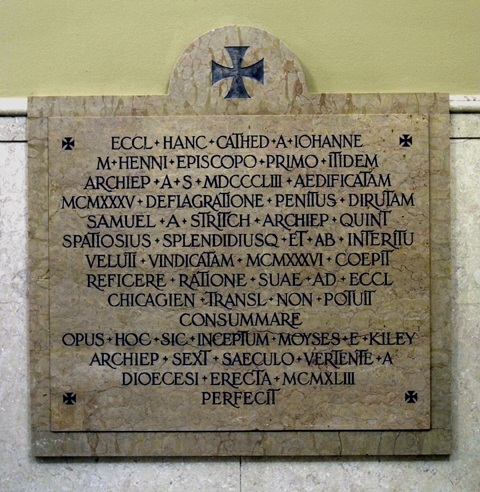 ECCL + HANC + CATHED + A + IOHANNE
M + HENNI + EPISCOPO + PRIMO + ITIDEM
ARCHIEP + A + S + MDCCCLIII + AEDIFICATAM
MCMXXXV + DEFLAGRATIONE + PENITUS + DIRUTAM
SAMUEL + A + STRITCH + ARCHIEP + QUINT
SPATIOSIUS + SPLENDIDIUSQ + ET + AB + INTERITU
VELUTI + VINDICATAM + MCMXXXVI + COEPIT
REFICERE + RATIONE + SUAE + AD + ECCL
CHICAGIEN + TRANSL + NON + POTUIT
CONSUMMARE
OPUS + HOC + SIC + INCEPTUM + MOYSES + E + KILEY
ARCHIEP + SEXT + SAECULO + VERTENTE + A
DIOECESI + ERECTA + MCMXLIII
PERFECIT